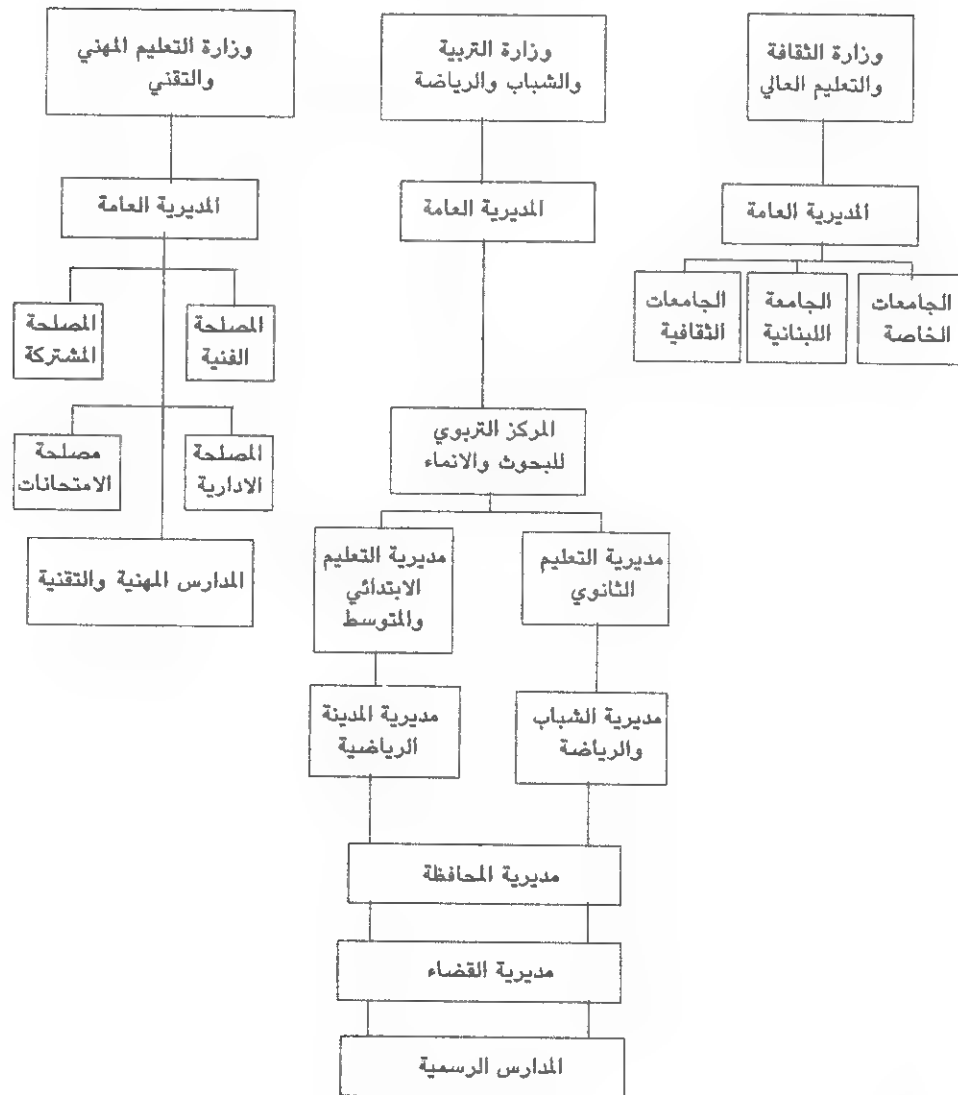 وزارة الثقافة
والتعليم العالي
وزارة التربية
والشباب والرياضة
وزارة التعليم المهني
والتقني
المديرية العامة
المديرية العامة
المديرية العامة
الجامعات
الخاصة
الجامعة
اللبنانية
الجامعات
الثقافية
المصلحة
الفنية
المصلحة
المشتركة
المركز التربوي
للبحوث والانماء
المصلحة
الادارية
مصلحة
الامتحانات
مديرية التعليم
الثانوي
مديرية التعليم
الابتدائي
والمتوسط
المدارس المهنية والتقنية
مديرية الشباب
والرياضة
مديرية المدينة
الرياضية
مديرية المحافظة
مديرية القضاء
المدارس الرسمية